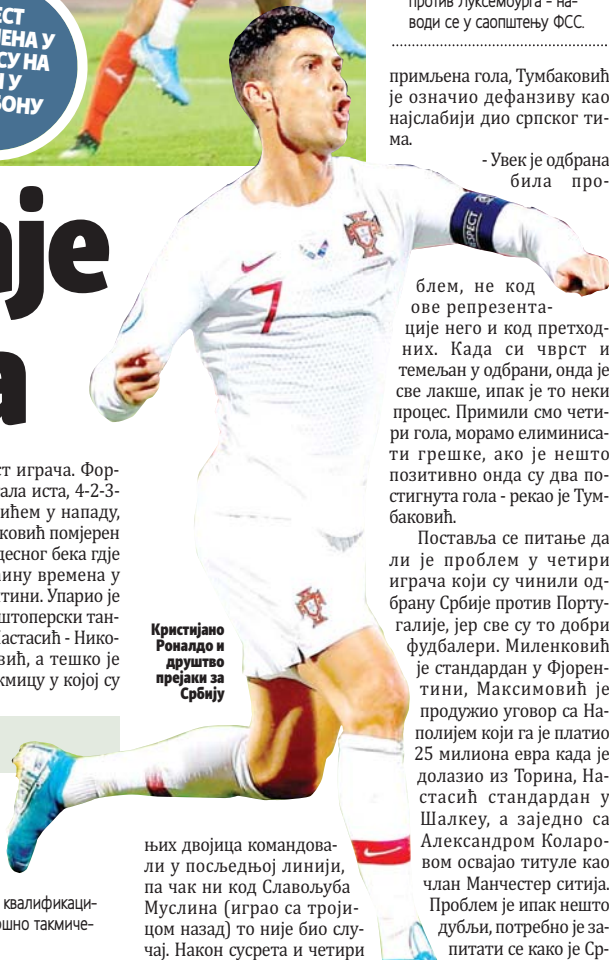 ЕСТ
ЕНА У
СУ НА
У
БОНУ
је
а
ст играча. Фор-
тала иста, 4-2-3-
ићем у нападу,
ковић помјерен
десног бека гдје
ину времена у
тини. Упарио је
штоперски тан-
Настасић - Нико-
вић, а тешко је
кмицу у којој су
квалификаци-
ошно такмиче-
Кристијано
Роналдо и
друштво
прејаки за
Србију
RESPECT
7
њих двојица командова-
ли у посљедњој линији,
па чак ни код Славољуба
Муслина (играо са троји-
цом назад) то није био слу-
чај. Након сусрета и четири
против Луксембурга - на-
води се у саопштењу ФСС.
примљена гола, Тумбаковић
је означио дефанзиву као
најслабији дио српског ти-
ма.
- Увек је одбрана
била про-
блем, не код
ове репрезента-
ције него и код претход-
них. Када си чврст и
темељан у одбрани, онда је
све лакше, ипак је то неки
процес. Примили смо чети-
ри гола, морамо елиминиса-
ти грешке, ако је нешто
позитивно онда су два по-
стигнута гола - рекао је Тум-
баковић.
Поставља се питање да
ли је проблем у четири
играча који су чинили од-
брану Србије против Порту-
галије, јер све су то добри
фудбалери. Миленковић
је стандардан у Фјорен-
тини, Максимовић је
продужио уговор са На-
полијем који га је платио
25 милиона евра када је
долазио из Торина, На-
стасић стандардан у
Шалкеу, а заједно са
Александром Коларо-
вом освајао титуле као
члан Манчестер ситија.
Проблем је ипак нешто
дубљи, потребно је за-
питати се како је Ср-